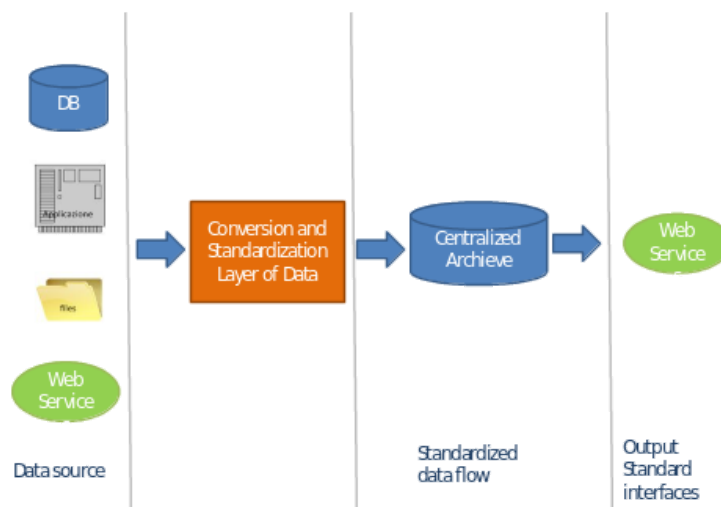 DB
Applicazione
files
Web
Service
Data source
Conversion and
Standardization
Layer of Data
Centralized
Archieve
Standardized
data flow
Web
Service
Output
Standard
interfaces